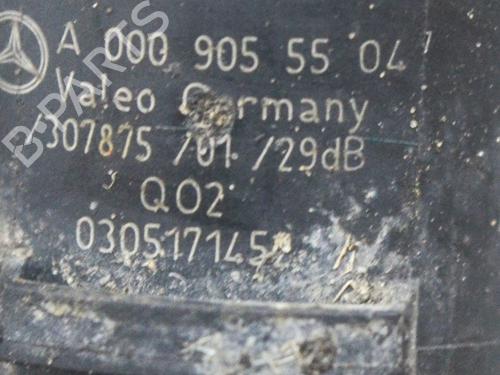 A 000 905 55 04
Valeo Germany
307875 /01 /29dB
Q02
030517145
B-PARTS